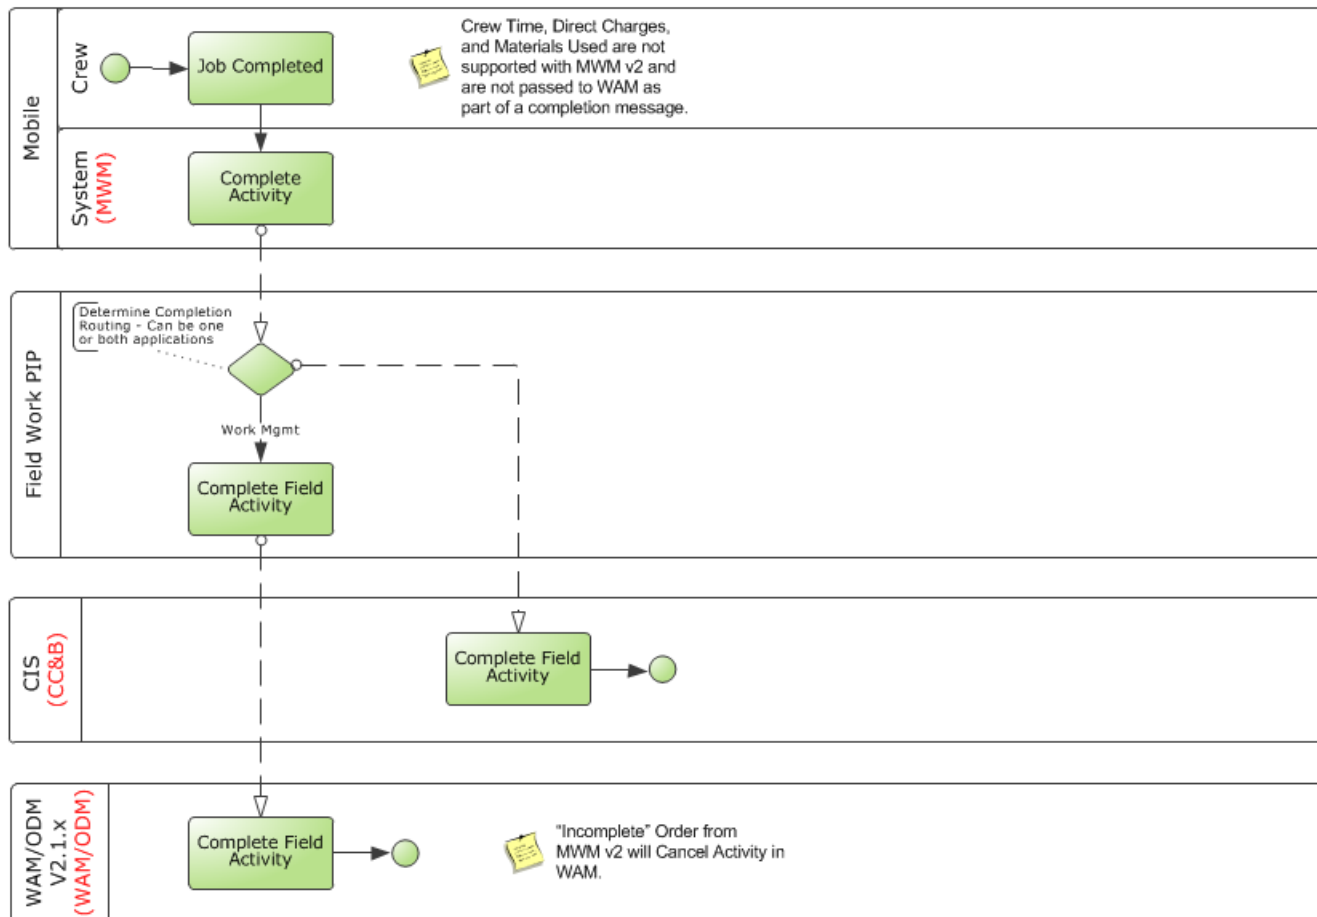 Mobile
Crew
Job Completed
Crew Time, Direct Charges,
and Materials Used are not
supported with MWM v2 and
are not passed to WAM as
part of a completion message.
System
(MWM)
Complete
Activity
Field Work PIP
Determine Completion
Routing - Can be one
or both applications
Work Mgmt
Complete Field
Activity
CIS
(CC&B)
Complete Field
Activity
WAM/ODM
V2.1.x
(WAM/ODM)
Complete Field
Activity
“Incomplete” Order from
MWM v2 will Cancel Activity in
WAM.